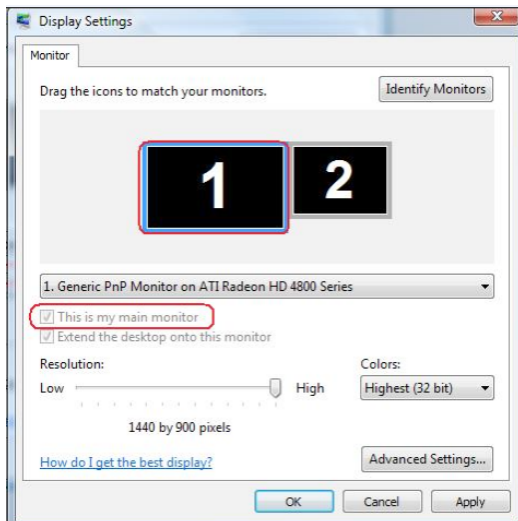 Display Settings
Monitor
Drag the icons to match your monitors.
Identify Monitors
1 2
1. Generic PnP Monitor on ATI Radeon HD 4800 Series
This is my main monitor
Extend the desktop onto this monitor
Resolution:
Colors:
Low High
Highest (32 bit)
1440 by 900 pixels
How do I get the best display?
Advanced Settings...
OK Cancel Apply